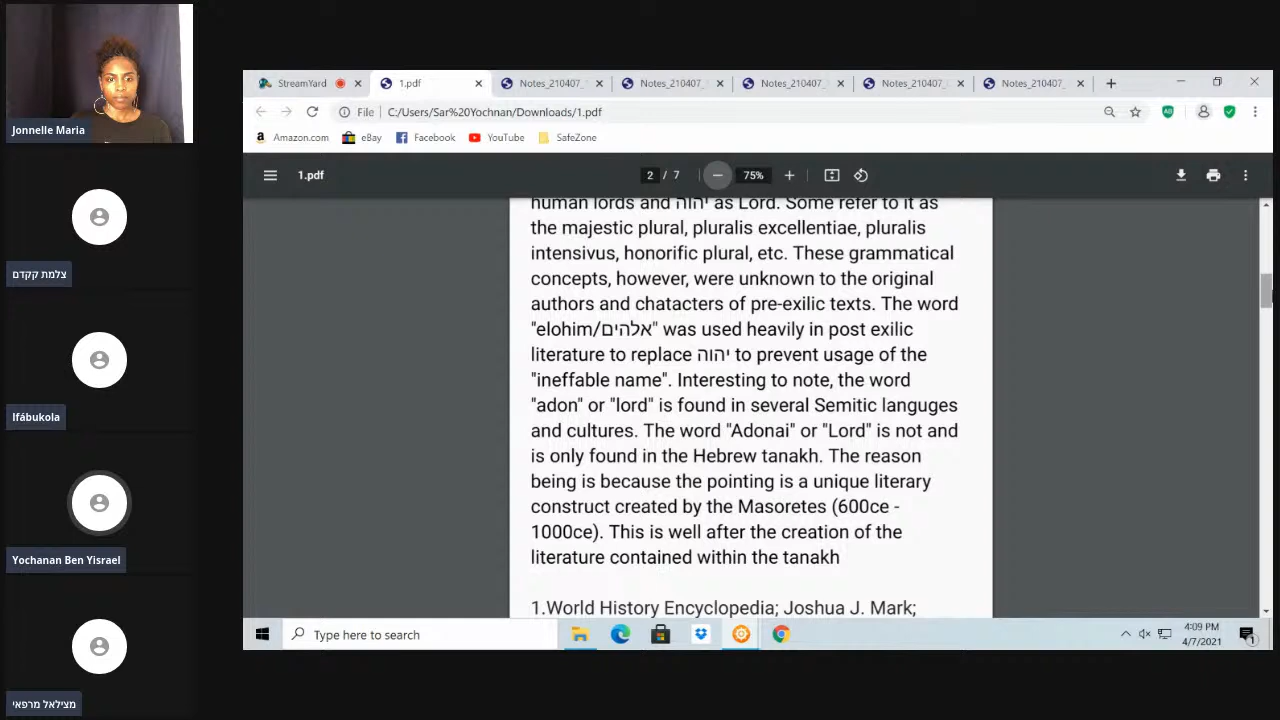 Jonnelle Maria
צלמת קקדם
Ifábukola
Yochanan Ben Yisrael
מצילאל מרפאי
StreamYard
1.pdf
Notes_210407_
Notes_210407_
Notes_210407_
Notes_210407_
Notes_210407_
File C:/Users/Sar%20Yochnan/Downloads/1.pdf
Amazon.com eBay Facebook YouTube SafeZone
1.pdf 2 / 7 75%
human lords and יהוה as Lord. Some refer to it as
the majestic plural, pluralis excellentiae, pluralis
intensivus, honorific plural, etc. These grammatical
concepts, however, were unknown to the original
authors and chatacters of pre-exilic texts. The word
"elohim/אלהים" was used heavily in post exilic
literature to replace יהוה to prevent usage of the
"ineffable name". Interesting to note, the word
"adon" or "lord" is found in several Semitic languges
and cultures. The word "Adonai" or "Lord" is not and
is only found in the Hebrew tanakh. The reason
being is because the pointing is a unique literary
construct created by the Masoretes (600ce -
1000ce). This is well after the creation of the
literature contained within the tanakh
1.World History Encyclopedia; Joshua J. Mark;
Type here to search
4:09 PM
4/7/2021
1